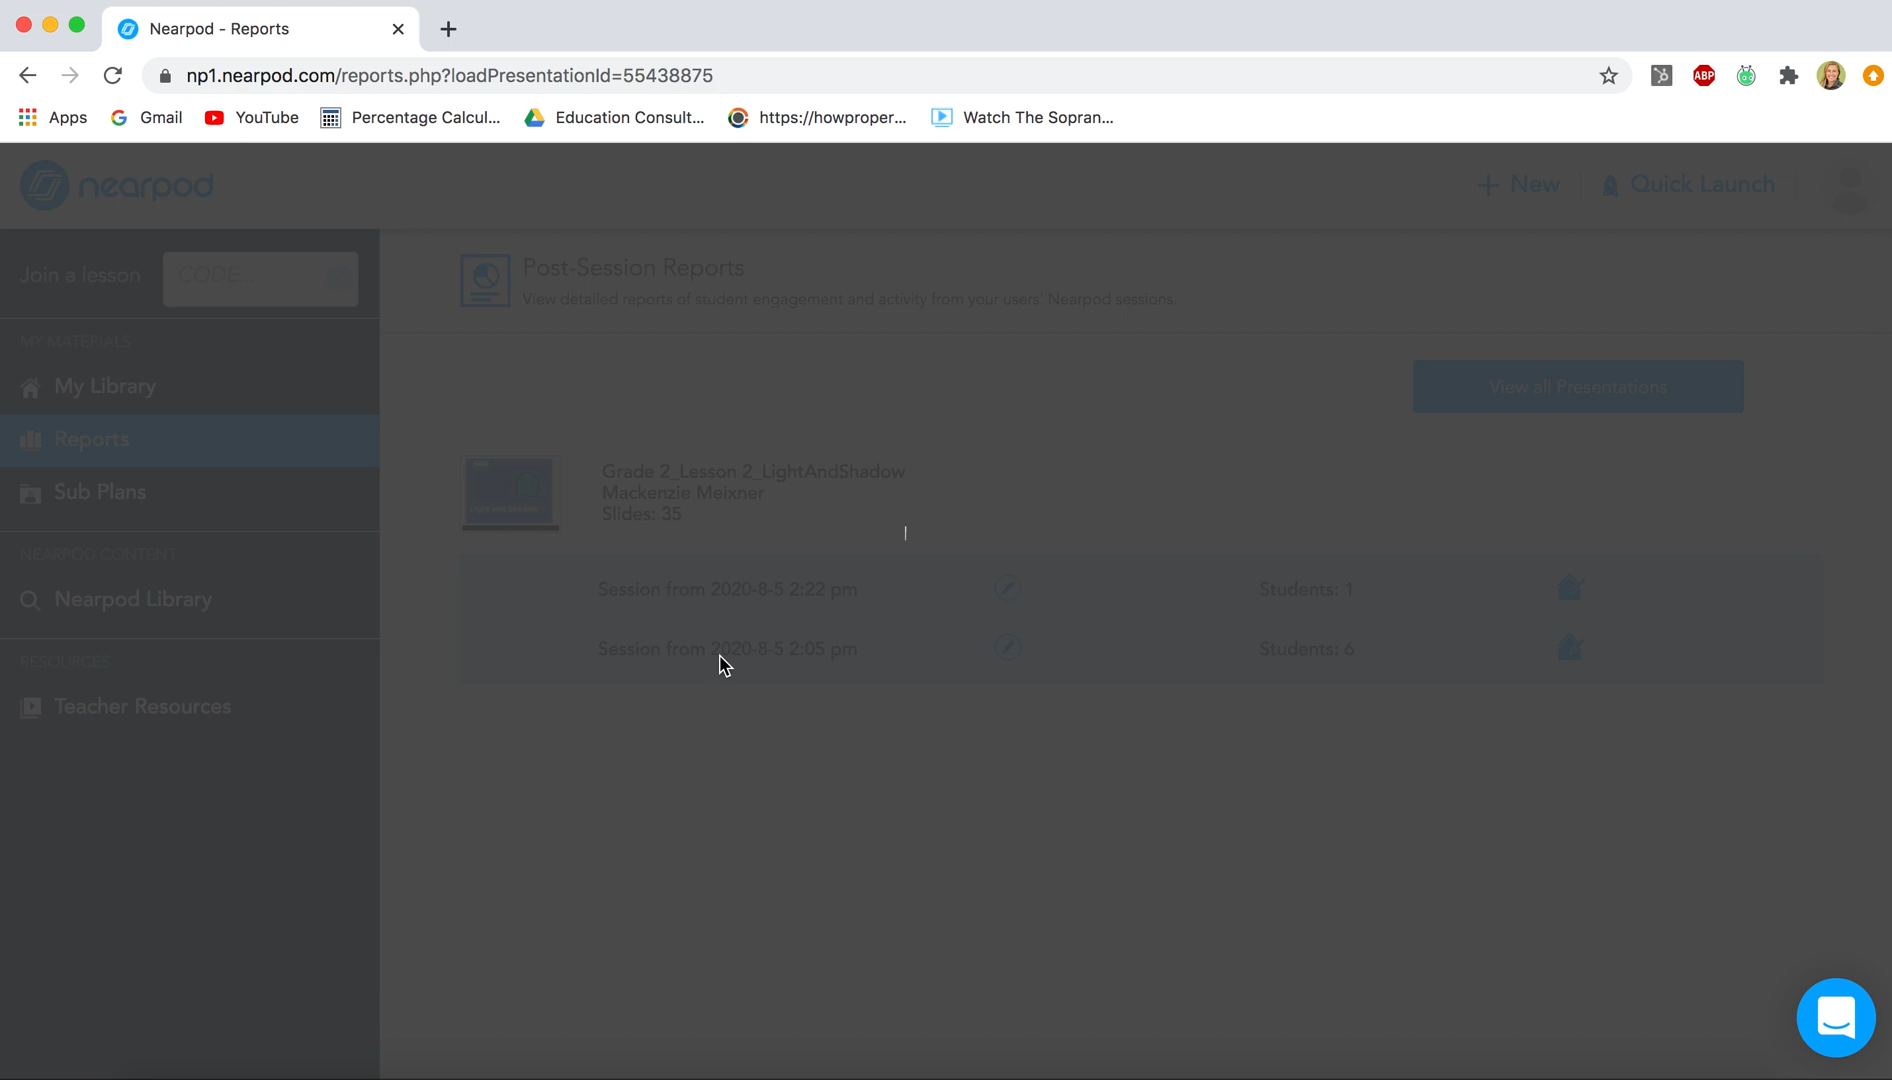 Nearpod - Reports
np1.nearpod.com/reports.php?loadPresentationId=55438875
ABP
Apps Gmail YouTube Percentage Calcul... Education Consult... https://howproper... Watch The Sopran...
nearpod
+ New Quick Launch
Join a lesson CODE...
Post-Session Reports
View detailed reports of student engagement and activity from your users' Nearpod sessions.
MY MATERIALS
My Library
View all Presentations
Reports
Sub Plans
Grade 2_Lesson 2_LightAndShadow
Mackenzie Meixner
Slides: 35
NEARPOD CONTENT
Nearpod Library
Session from 2020-8-5 2:22 pm Students: 1
Session from 2020-8-5 2:05 pm Students: 6
RESOURCES
Teacher Resources